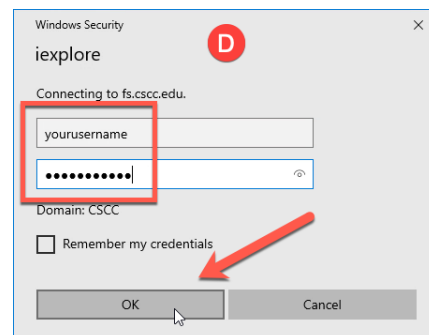 Windows Security
D
iexplore
Connecting to fs.cscc.edu.
yourusername
●●●●●●●●●●●
Domain: CSCC
Remember my credentials
OK
Cancel